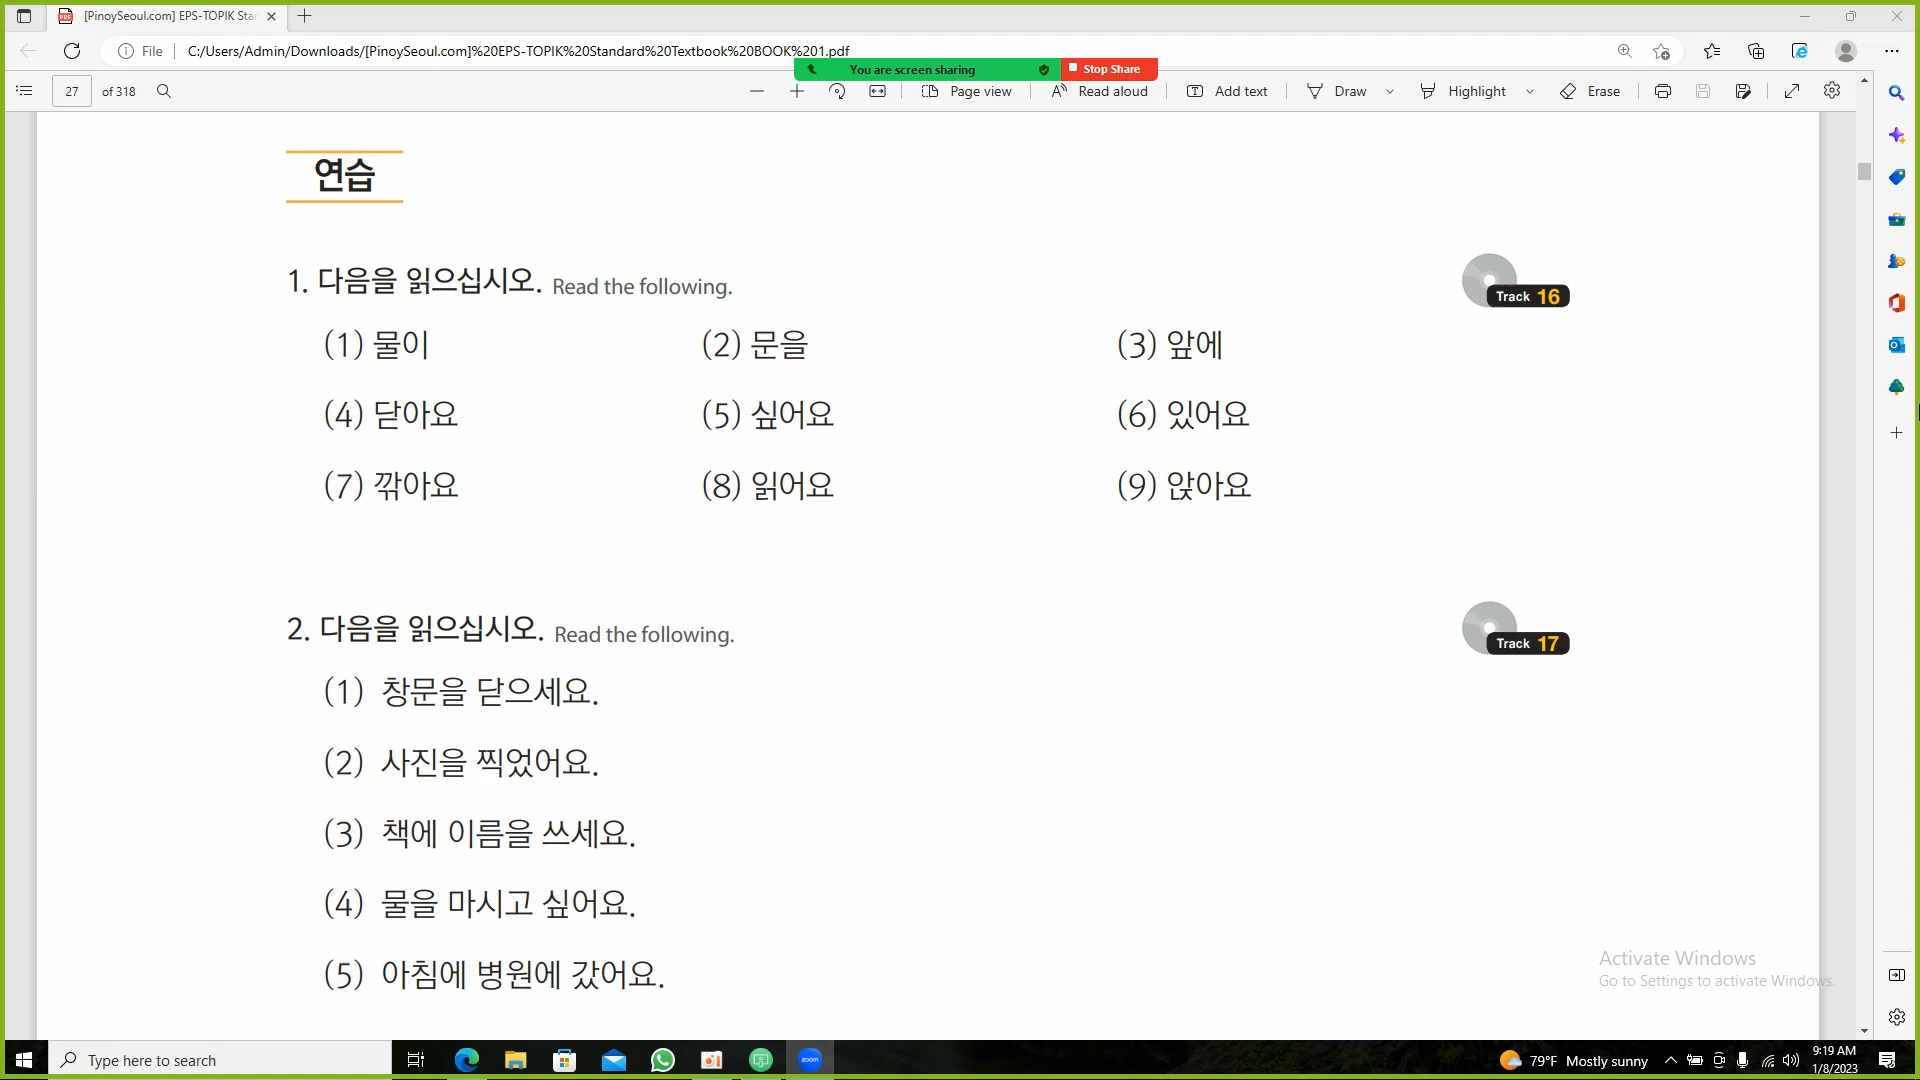 [PinoySeoul.com] EPS-TOPIK Sta
File
C:/Users/Admin/Downloads/[PinoySeoul.com]%20EPS-TOPIK%20Standard%20Textbook%20BOOK%201.pdf
You are screen sharing
Stop Share
27 of 318
Page view
Read aloud
Add text
Draw
Highlight
Erase
연습
1. 다음을 읽으십시오. Read the following.
Track 16
(1) 물이 (2) 문을 (3) 앞에
(4) 닫아요 (5) 싶어요 (6) 있어요
(7) 깎아요 (8) 읽어요 (9) 앉아요
2. 다음을 읽으십시오. Read the following.
Track 17
(1) 창문을 닫으세요.
(2) 사진을 찍었어요.
(3) 책에 이름을 쓰세요.
(4) 물을 마시고 싶어요.
(5) 아침에 병원에 갔어요.
Activate Windows
Go to Settings to activate Windows.
Type here to search
zoom
79°F Mostly sunny
9:19 AM
1/8/2023